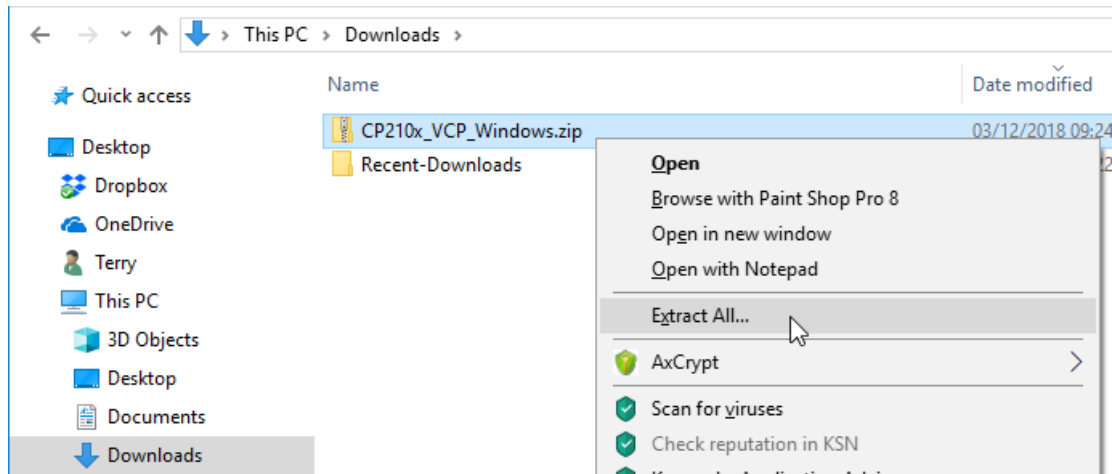 This PC > Downloads >
Quick access
Desktop
Dropbox
OneDrive
Terry
This PC
3D Objects
Desktop
Documents
Downloads
Name
Date modified
CP210x_VCP_Windows.zip
03/12/2018 09:24
Recent-Downloads
Open
Browse with Paint Shop Pro 8
Open in new window
Open with Notepad
Extract All...
AxCrypt
Scan for viruses
Check reputation in KSN